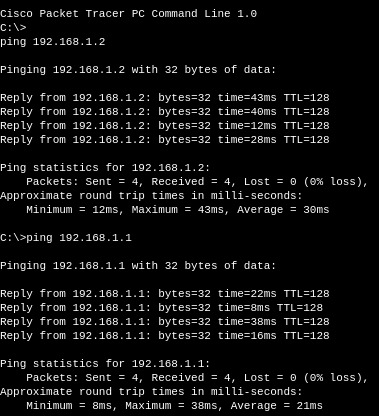 Cisco Packet Tracer PC Command Line 1.0
C:\>
ping 192.168.1.2

Pinging 192.168.1.2 with 32 bytes of data:

Reply from 192.168.1.2: bytes=32 time=43ms TTL=128
Reply from 192.168.1.2: bytes=32 time=40ms TTL=128
Reply from 192.168.1.2: bytes=32 time=12ms TTL=128
Reply from 192.168.1.2: bytes=32 time=28ms TTL=128

Ping statistics for 192.168.1.2:
    Packets: Sent = 4, Received = 4, Lost = 0 (0% loss),
Approximate round trip times in milli-seconds:
    Minimum = 12ms, Maximum = 43ms, Average = 30ms

C:\>ping 192.168.1.1

Pinging 192.168.1.1 with 32 bytes of data:

Reply from 192.168.1.1: bytes=32 time=22ms TTL=128
Reply from 192.168.1.1: bytes=32 time=8ms TTL=128
Reply from 192.168.1.1: bytes=32 time=38ms TTL=128
Reply from 192.168.1.1: bytes=32 time=16ms TTL=128

Ping statistics for 192.168.1.1:
    Packets: Sent = 4, Received = 4, Lost = 0 (0% loss),
Approximate round trip times in milli-seconds:
    Minimum = 8ms, Maximum = 38ms, Average = 21ms